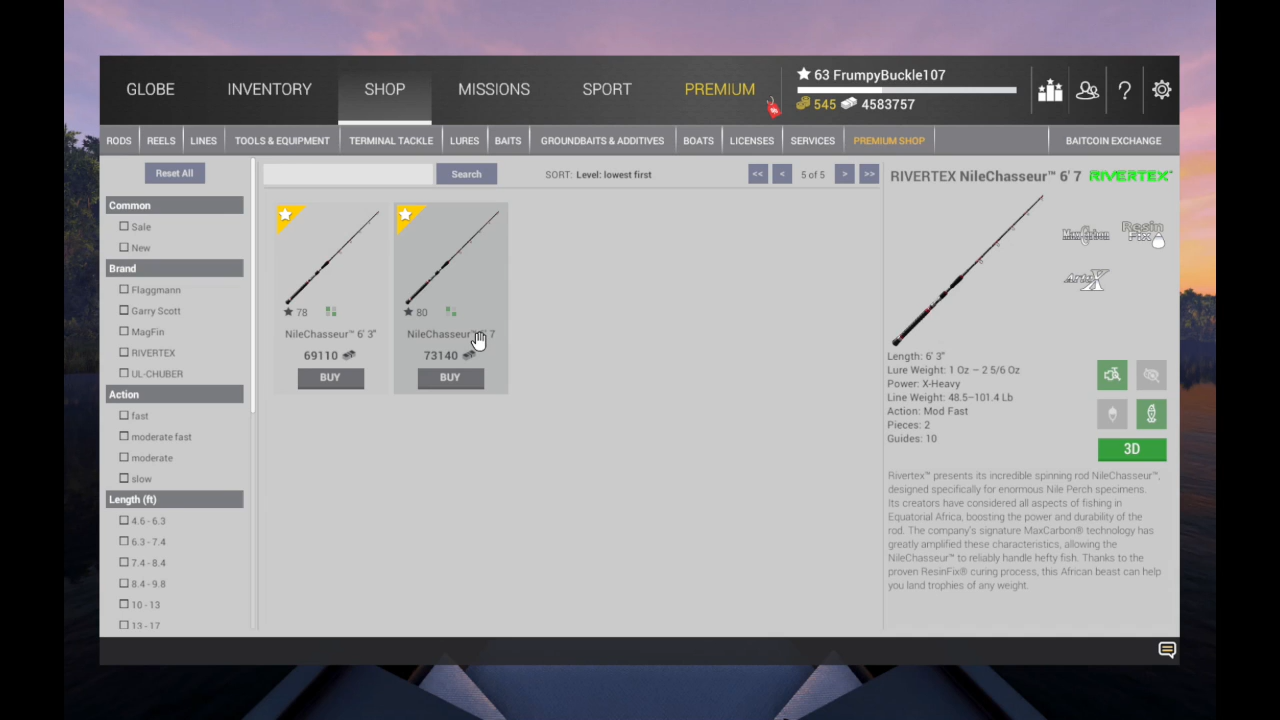 GLOBE
INVENTORY
SHOP
MISSIONS
SPORT
PREMIUM
63 FrumpyBuckle107
545 4583757
?
RODS
REELS
LINES
TOOLS & EQUIPMENT
TERMINAL TACKLE
LURES
BAITS
GROUNDBAITS & ADDITIVES
BOATS
LICENSES
SERVICES
PREMIUM SHOP
BAITCOIN EXCHANGE
Reset All
Common
Sale
New
Brand
Flaggmann
Garry Scott
MagFin
RIVERTEX
UL-CHUBER
Action
fast
moderate fast
moderate
slow
Length (ft)
4.6 - 6.3
6.3 - 7.4
7.4 - 8.4
8.4 - 9.8
10 - 13
13 - 17
Search
SORT: Level: lowest first
<< < 5 of 5 > >>
78
NileChasseur™ 6' 3"
69110
BUY
80
NileChasseur™ 6' 7
73140
BUY
RIVERTEX NileChasseur™ 6' 7
RIVERTEX
MaxCarbon
Resin Fix
Length: 6' 3"
Lure Weight: 1 Oz – 2 5/6 Oz
Power: X-Heavy
Line Weight: 48.5–101.4 Lb
Action: Mod Fast
Pieces: 2
Guides: 10
3D
Rivertex™ presents its incredible spinning rod NileChasseur™,
designed specifically for enormous Nile Perch specimens.
Its creators have considered all aspects of fishing in
Equatorial Africa, boosting the power and durability of the
rod. The company's signature MaxCarbon® technology has
greatly amplified these characteristics, allowing the
NileChasseur™ to reliably handle hefty fish. Thanks to the
proven ResinFix® curing process, this African beast can help
you land trophies of any weight.